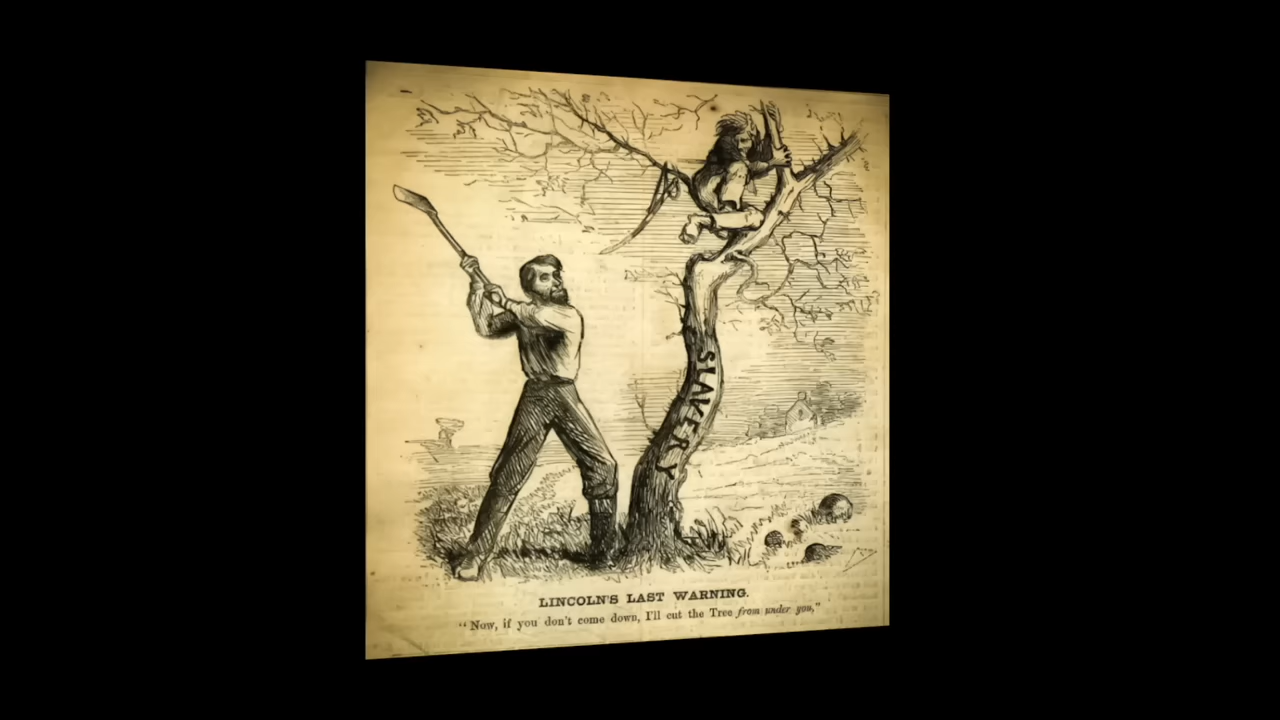 SLAVERY
LINCOLN'S LAST WARNING.
"Now, if you don't come down, I'll cut the Tree from under you,"